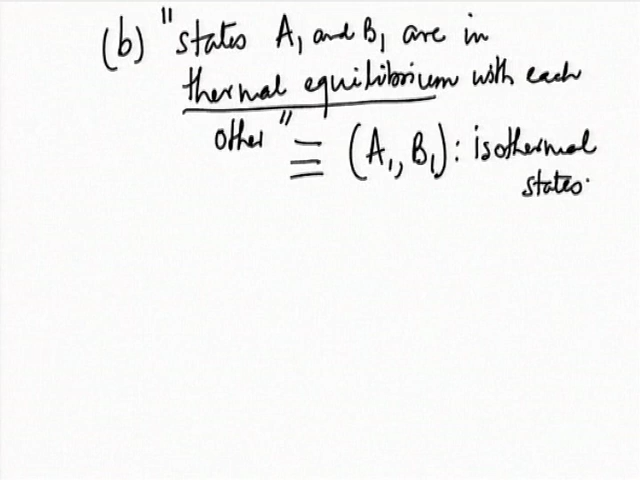 (b) "states A₁ and B₁ are in
thermal equilibrium with each
other" ≡ (A₁, B₁): isothermal
states.